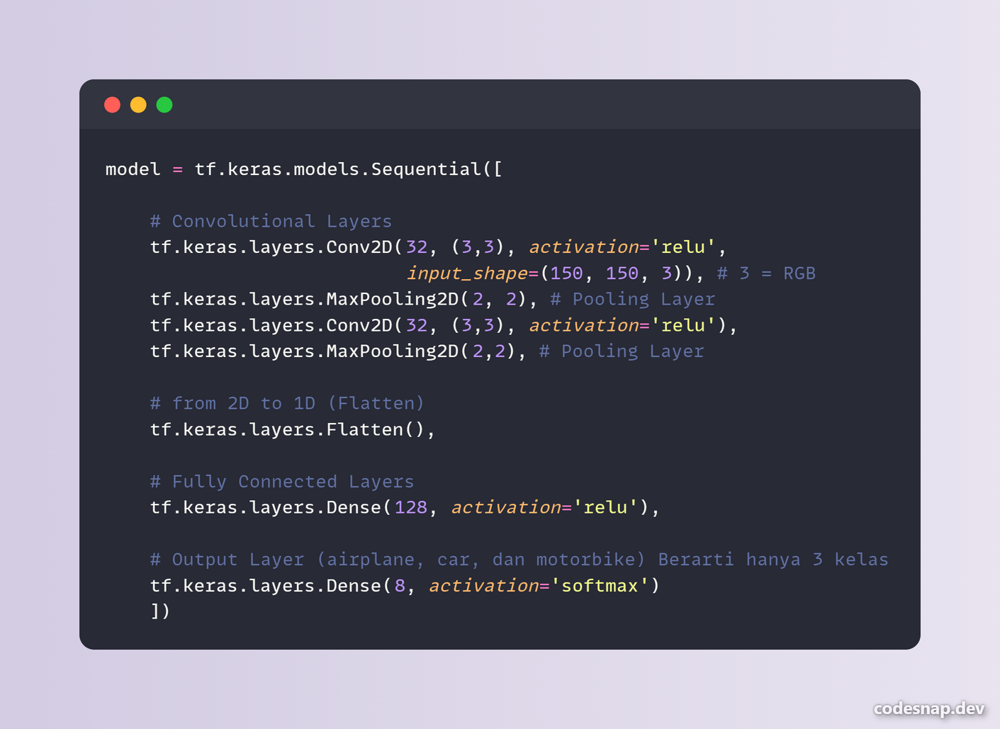 model = tf.keras.models.Sequential([
    # Convolutional Layers
    tf.keras.layers.Conv2D(32, (3,3), activation='relu',
                           input_shape=(150, 150, 3)), # 3 = RGB
    tf.keras.layers.MaxPooling2D(2, 2), # Pooling Layer
    tf.keras.layers.Conv2D(32, (3,3), activation='relu'),
    tf.keras.layers.MaxPooling2D(2,2), # Pooling Layer
    # from 2D to 1D (Flatten)
    tf.keras.layers.Flatten(),
    # Fully Connected Layers
    tf.keras.layers.Dense(128, activation='relu'),
    # Output Layer (airplane, car, dan motorbike) Berarti hanya 3 kelas
    tf.keras.layers.Dense(8, activation='softmax')
    ])
codesnap.dev